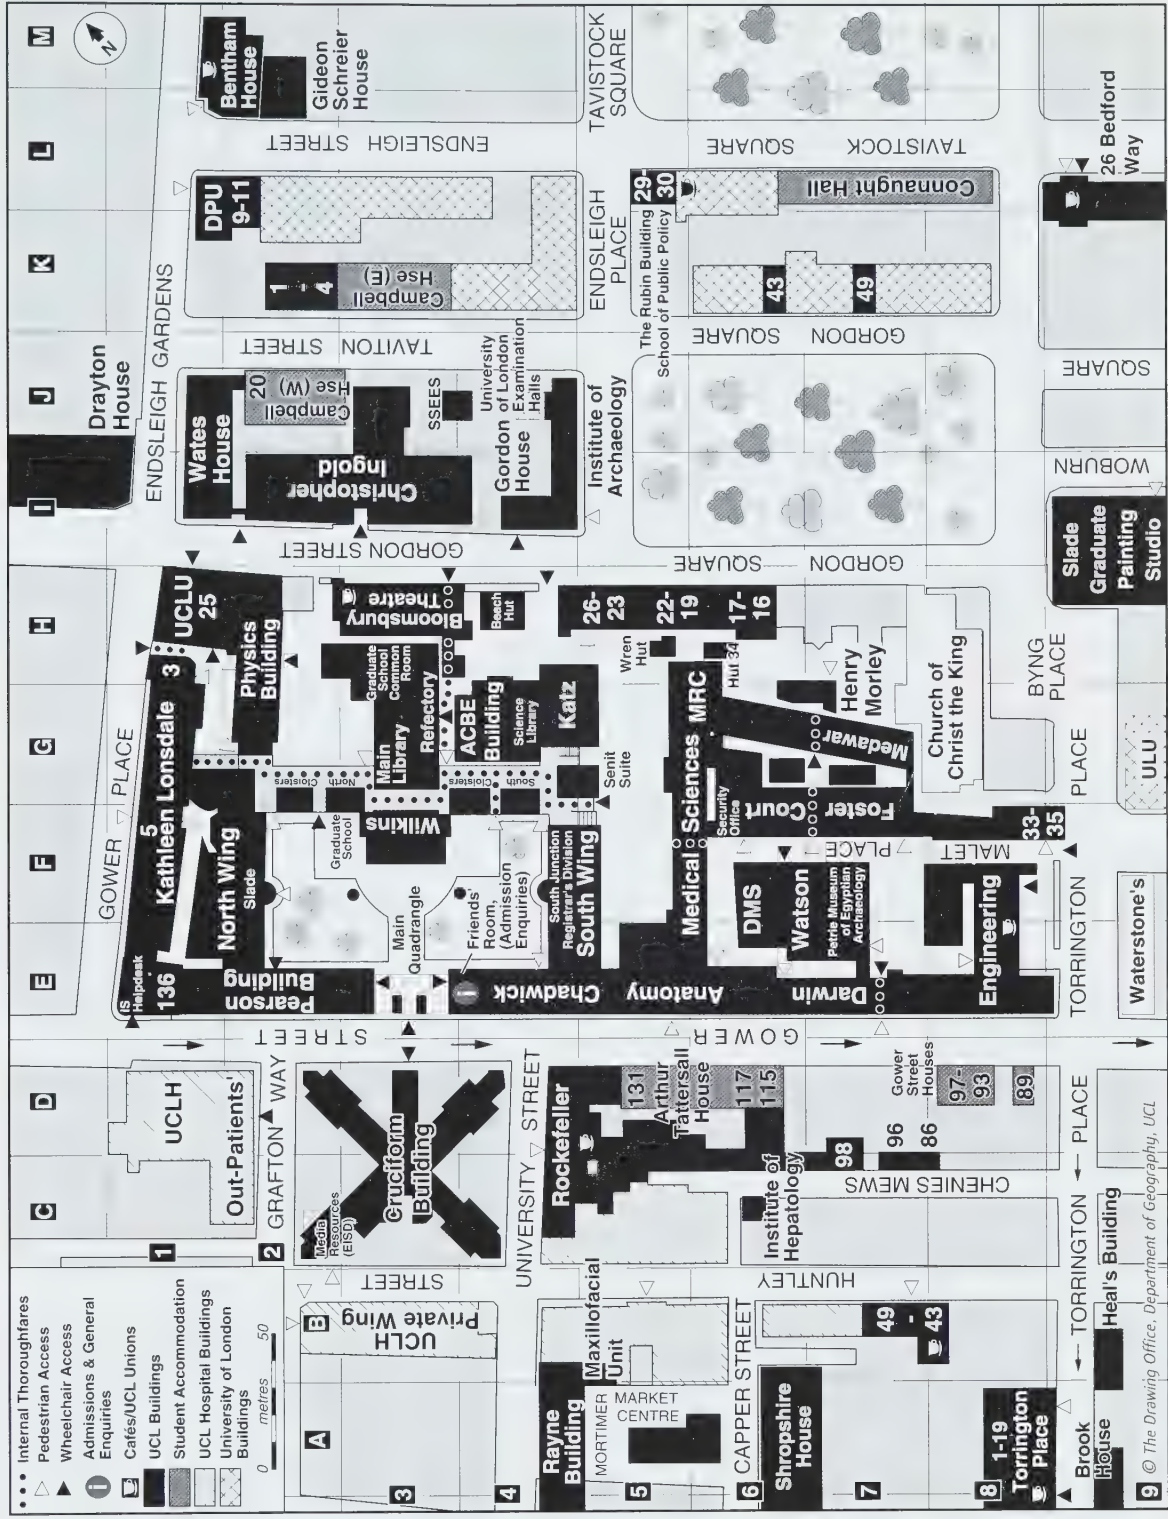 Internal Thoroughfares
Pedestrian Access
Wheelchair Access
Admissions & General
Enquiries
Cafés/UCL Unions
UCL Buildings
Student Accommodation
UCL Hospital Buildings
University of London
Buildings
0 metres 50
A
B
C
D
E
F
G
H
I
J
K
L
M
1
2
3
4
5
6
7
8
9
N
Drayton
House
Bentham
House
Gideon
Schreier
House
ENDSLEIGH GARDENS
ENDSLEIGH STREET
DPU
9-11
1 - 4
Campbell
Hse (E)
TAVITON STREET
ENDSLEIGH
PLACE
TAVISTOCK
SQUARE
TAVISTOCK SQUARE
29-
30
The Rubin Building
School of Public Policy
Connaught Hall
43
49
GORDON SQUARE
26 Bedford
Way
Wates
House
20
Campbell
Hse (W)
Christopher
Ingold
SSEES
University
of London
Examination
Halls
Gordon
House
Institute of
Archaeology
GORDON STREET
GORDON SQUARE
WOBURN SQUARE
Slade
Graduate
Painting
Studio
GOWER PLACE
UCLU
25
Physics
Building
3
Kathleen Lonsdale
5
North Wing
Slade
IS
Helpdesk
136
Pearson
Building
Bloomsbury
Theatre
Graduate
School
Common
Room
Refectory
Main
Library
Beech
Hut
ACBE
Building
Science
Library
Katz
North Cloisters
South Cloisters
Wilkins
Graduate
School
Main
Quadrangle
Friends'
Room,
(Admission
Enquiries)
South Junction
Registrar's Division
South Wing
Senit
Suite
Chadwick
Anatomy
Darwin
26-
23
22-
19
17-
16
Wren
Hut
Hut 34
Medical Sciences
MRC
Security
Office
Medawar
Henry
Morley
Foster
Court
Church of
Christ the King
BYNG
PLACE
DMS
Watson
Petrie Museum
of Egyptian
Archaeology
MALET PLACE
33-
35
Engineering
TORRINGTON PLACE
ULU
Waterstone's
GOWER STREET
UCLH
Out-Patients'
GRAFTON WAY
Cruciform
Building
Media
Resources
(EISD)
UNIVERSITY STREET
Rockefeller
131
Arthur
Tattersall
House
117
115
Gower
Street
Houses
97-
93
89
98
96
86
Institute of
Hepatology
CHENIES MEWS
HUNTLEY STREET
UCLH
Private Wing
Maxillofacial
Unit
Rayne
Building
MORTIMER MARKET
CENTRE
CAPPER STREET
Shropshire
House
49
-
43
1-19
Torrington
Place
TORRINGTON PLACE
Brook
House
Heal's Building
© The Drawing Office, Department of Geography, UCL